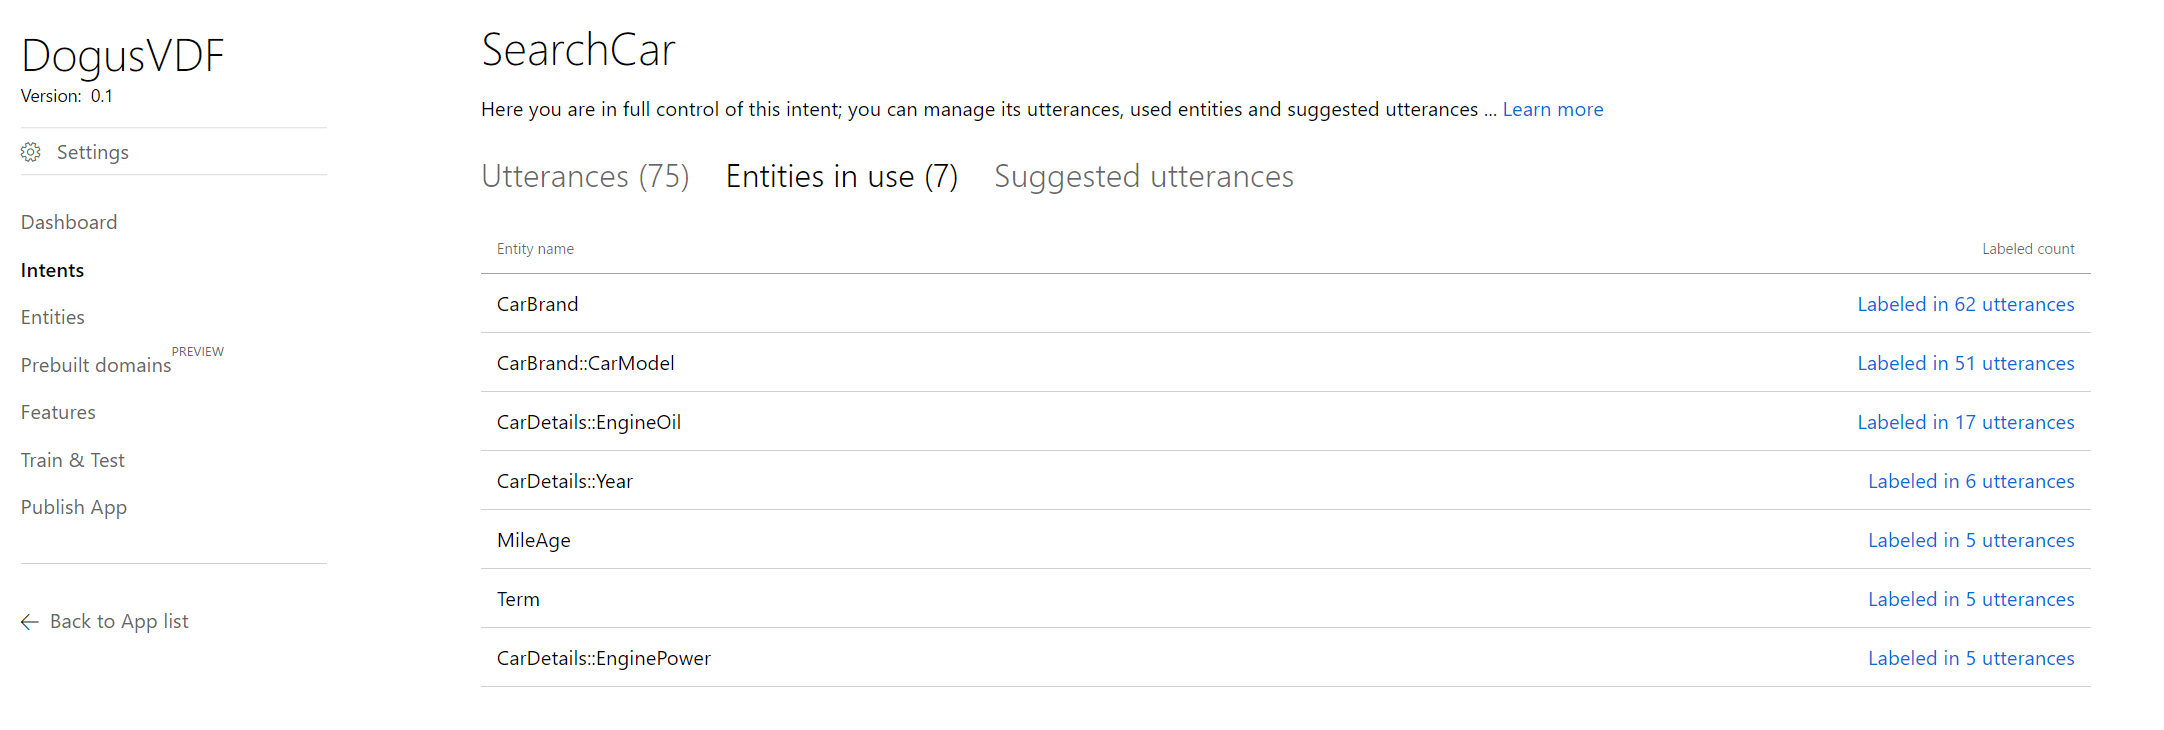 DogusVDF
Version: 0.1
Settings
Dashboard
Intents
Entities
Prebuilt domains PREVIEW
Features
Train & Test
Publish App
Back to App list
SearchCar
Here you are in full control of this intent; you can manage its utterances, used entities and suggested utterances ... Learn more
Utterances (75) Entities in use (7) Suggested utterances
Entity name Labeled count
CarBrand Labeled in 62 utterances
CarBrand::CarModel Labeled in 51 utterances
CarDetails::EngineOil Labeled in 17 utterances
CarDetails::Year Labeled in 6 utterances
MileAge Labeled in 5 utterances
Term Labeled in 5 utterances
CarDetails::EnginePower Labeled in 5 utterances